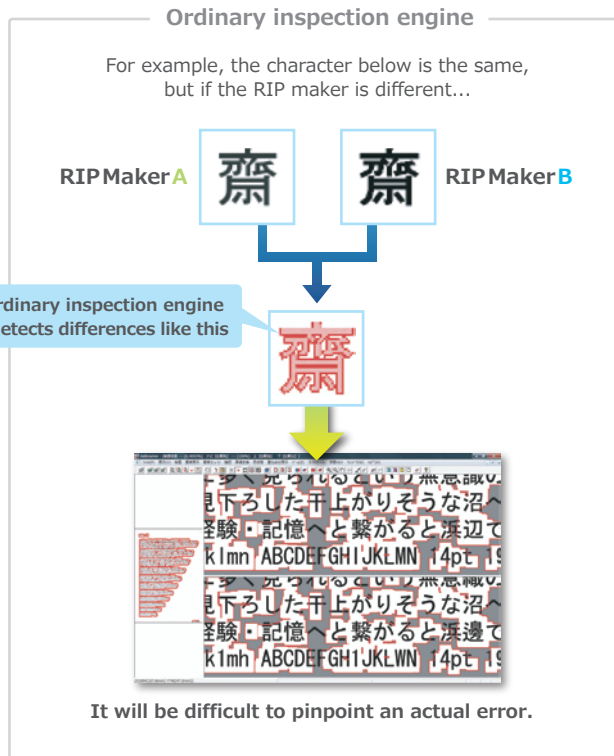 Ordinary inspection engine
For example, the character below is the same,
but if the RIP maker is different...
RIP Maker A
齋
齋
RIP Maker B
rdinary inspection engine
etects differences like this
齋
見下ろした干上がりそうな沼へ
経験・記憶へと繋がると浜辺て
klmn ABCDEFGHIJKLMN 14pt 19
見下ろした干上がりそうな沼へ
経験・記憶へと繋がると浜邊て
k1mh ABCDEFGH1JKLWN 14pt 19
It will be difficult to pinpoint an actual error.